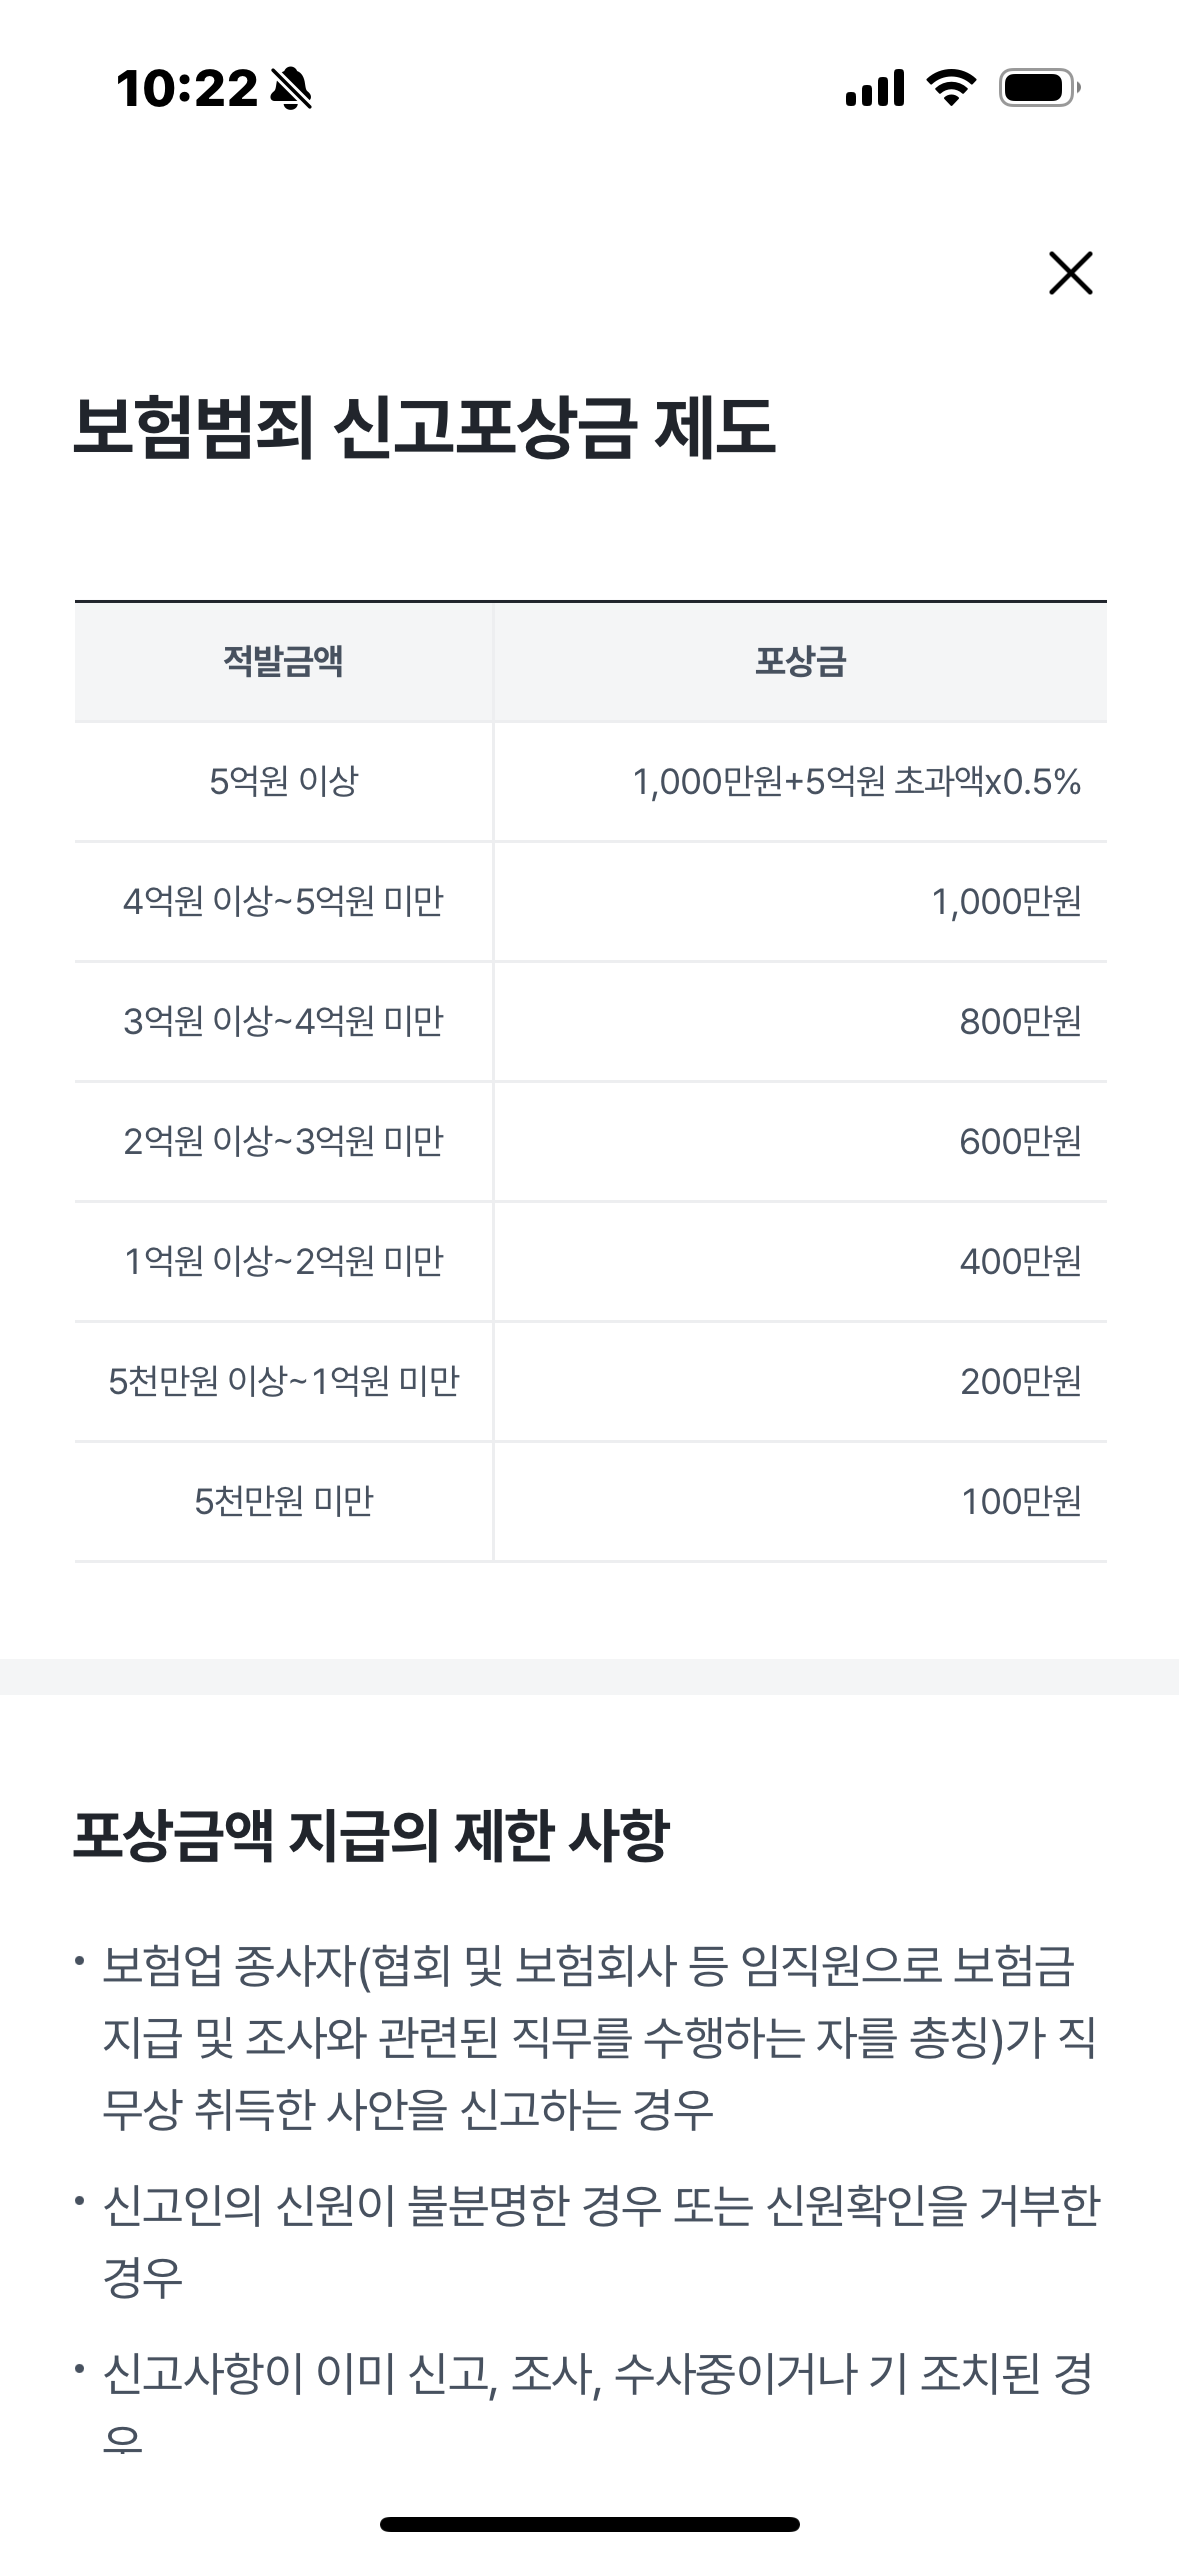 10:22
보험범죄 신고포상금 제도
적발금액 포상금
5억원 이상 1,000만원+5억원 초과액x0.5%
4억원 이상~5억원 미만 1,000만원
3억원 이상~4억원 미만 800만원
2억원 이상~3억원 미만 600만원
1억원 이상~2억원 미만 400만원
5천만원 이상~1억원 미만 200만원
5천만원 미만 100만원
포상금액 지급의 제한 사항
• 보험업 종사자(협회 및 보험회사 등 임직원으로 보험금
지급 및 조사와 관련된 직무를 수행하는 자를 총칭)가 직
무상 취득한 사안을 신고하는 경우
• 신고인의 신원이 불분명한 경우 또는 신원확인을 거부한
경우
• 신고사항이 이미 신고, 조사, 수사중이거나 기 조치된 경
우